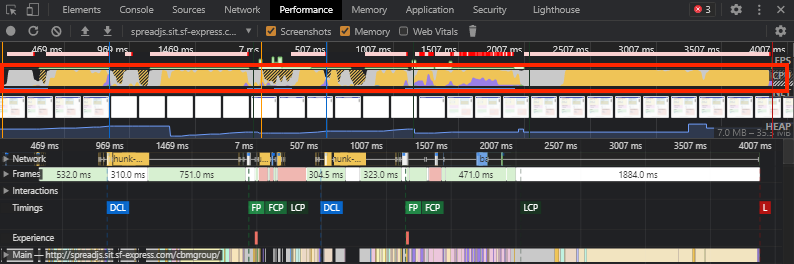 Elements Console Sources Network Performance Memory Application Security Lighthouse 3
spreadjs.sit.sf-express.c... Screenshots Memory Web Vitals
469 ms 969 ms 1469 ms 7 ms 507 ms 1007 ms 1507 ms 2007 ms 2507 ms 3007 ms 3507 ms 4007 ms
FPS
CPU
NET
HEAP
7.0 MB – 33.3 MB
469 ms 969 ms 1469 ms 7 ms 507 ms 1007 ms 1507 ms 2007 ms 2507 ms 3007 ms 3507 ms 4007 ms
Network hunk-... hunk-... ba
Frames 532.0 ms 310.0 ms 751.0 ms 304.5 ms 323.0 ms 471.0 ms 1884.0 ms
Interactions
Timings DCL FP FCP LCP DCL FP FCP LCP L
Experience
Main — http://spreadjs.sit.sf-express.com/cbmgroup/